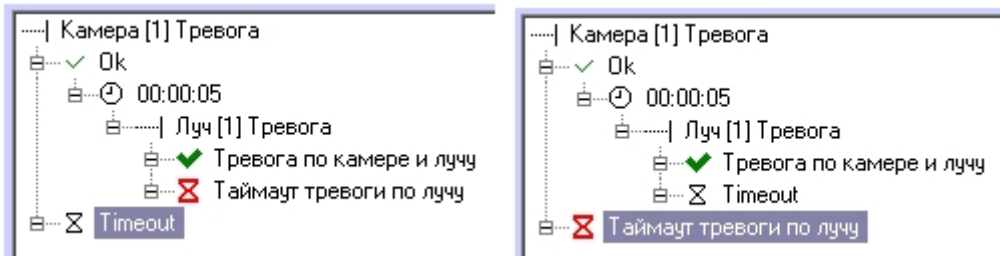 Камера [1] Тревога
Ok
00:00:05
Луч [1] Тревога
Тревога по камере и лучу
Таймаут тревоги по лучу
Timeout
Камера [1] Тревога
Ok
00:00:05
Луч [1] Тревога
Тревога по камере и лучу
Timeout
Таймаут тревоги по лучу